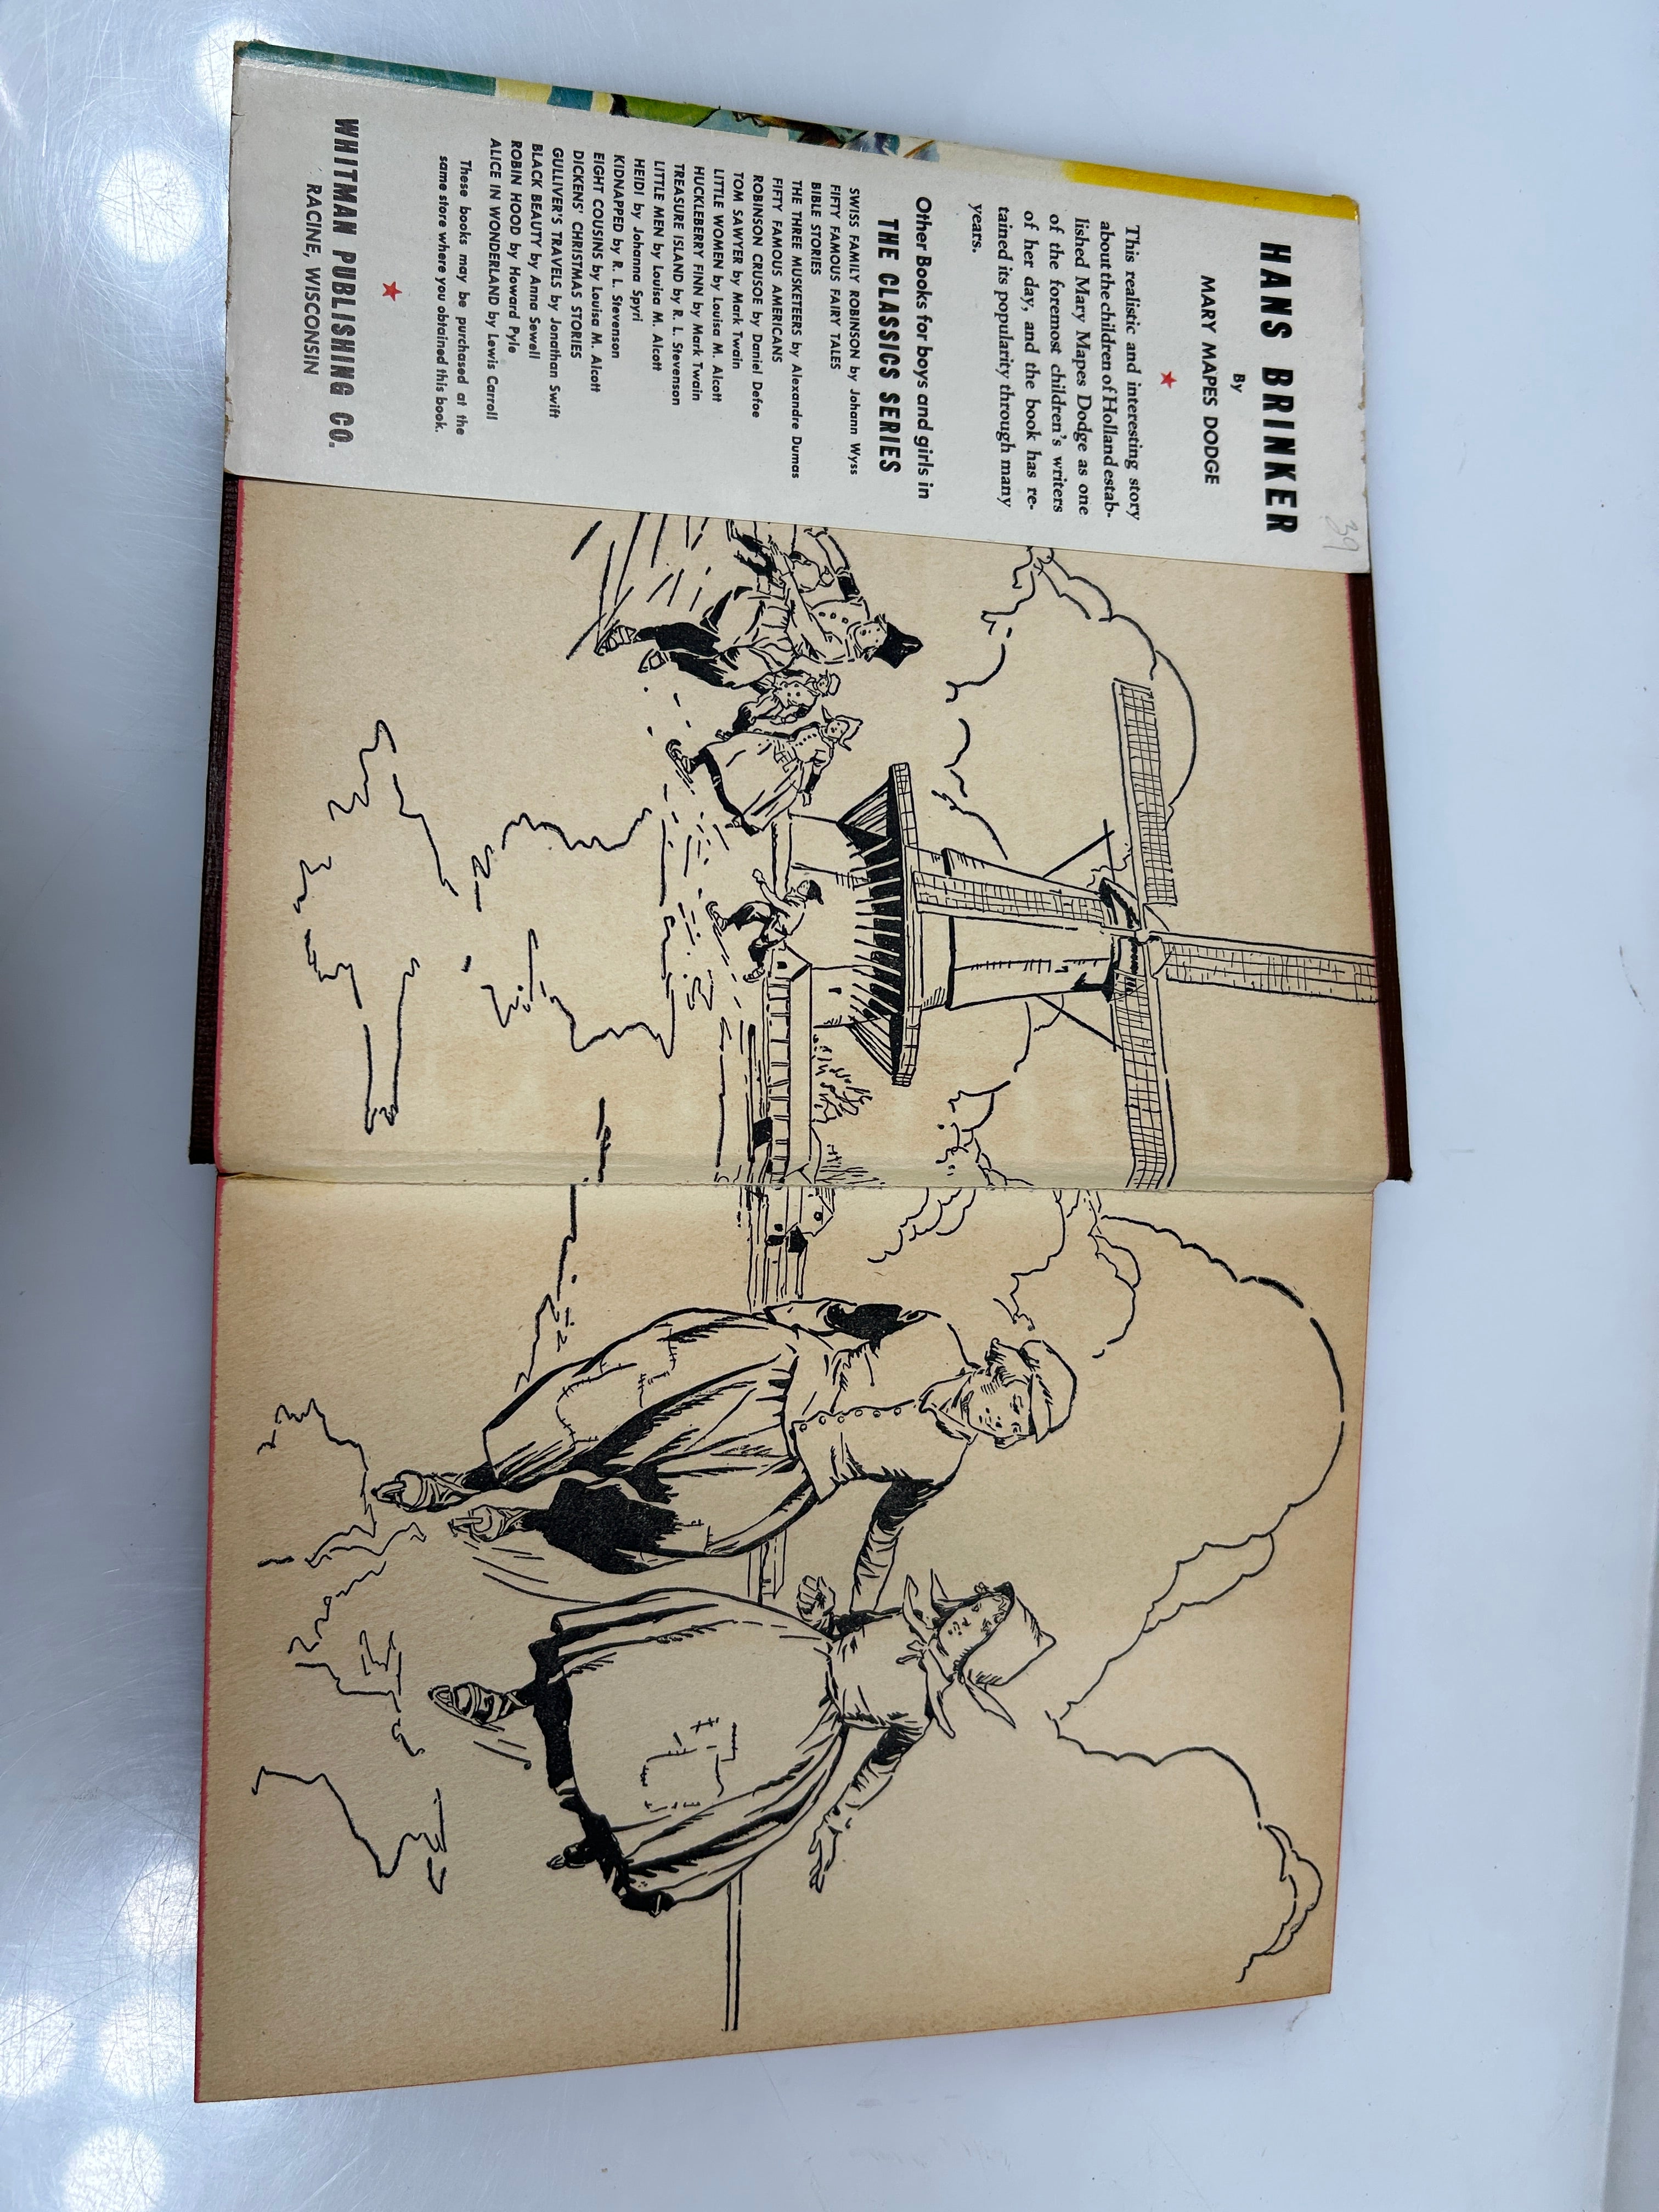 39
HANS BRINKER
By
MARY MAPES DODGE
This realistic and interesting story
about the children of Holland estab-
lished Mary Mapes Dodge as one
of the foremost children's writers
of her day, and the book has re-
tained its popularity through many
years.
Other Books for boys and girls in
THE CLASSICS SERIES
SWISS FAMILY ROBINSON by Johann Wyss
FIFTY FAMOUS FAIRY TALES
BIBLE STORIES
THE THREE MUSKETEERS by Alexandre Dumas
FIFTY FAMOUS AMERICANS
ROBINSON CRUSOE by Daniel Defoe
TOM SAWYER by Mark Twain
LITTLE WOMEN by Louisa M. Alcott
HUCKLEBERRY FINN by Mark Twain
TREASURE ISLAND by R. L. Stevenson
LITTLE MEN by Louisa M. Alcott
HEIDI by Johanna Spyri
KIDNAPPED by R. L. Stevenson
EIGHT COUSINS by Louisa M. Alcott
DICKENS' CHRISTMAS STORIES
GULLIVER'S TRAVELS by Jonathan Swift
BLACK BEAUTY by Anna Sewell
ROBIN HOOD by Howard Pyle
ALICE IN WONDERLAND by Lewis Carroll
These books may be purchased at the
same store where you obtained this book.
WHITMAN PUBLISHING CO.
RACINE, WISCONSIN